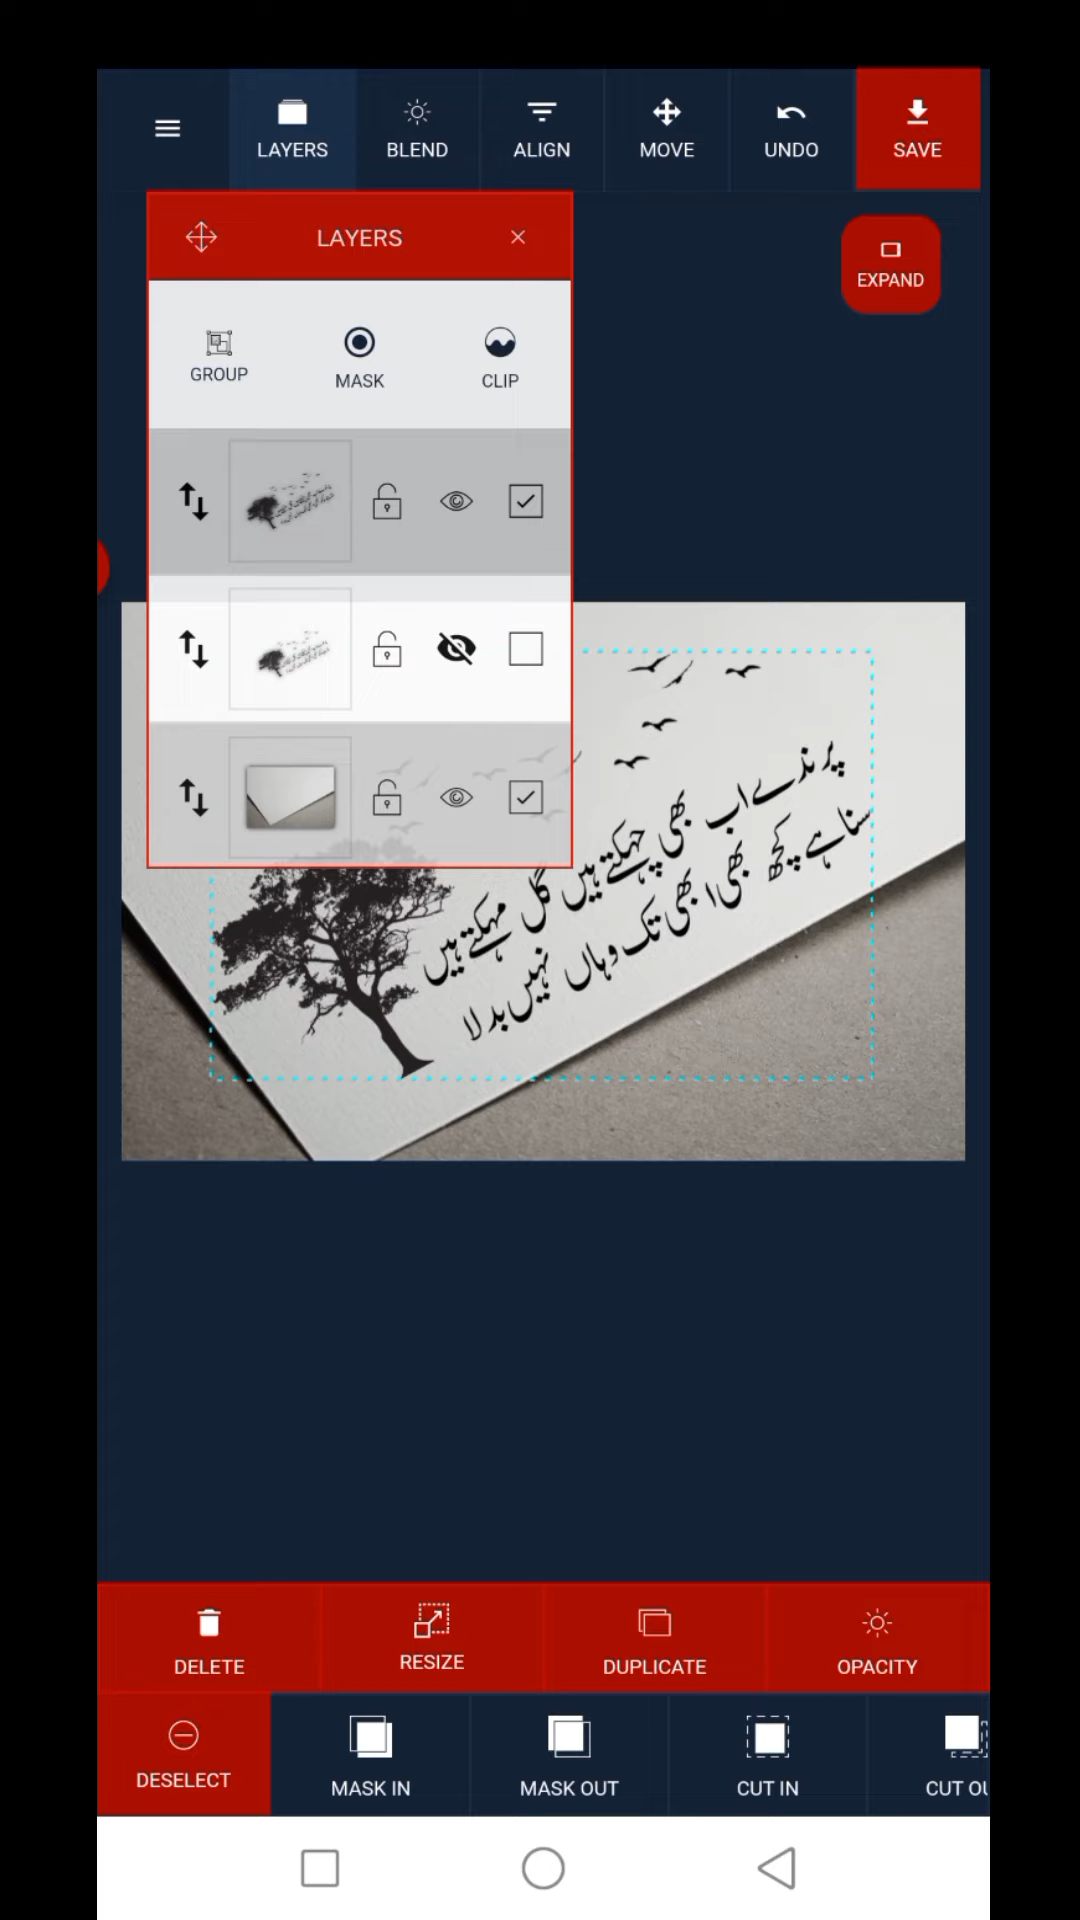 LAYERS
BLEND
ALIGN
MOVE
UNDO
SAVE
LAYERS
EXPAND
GROUP
MASK
CLIP
پرندے اب بھی چہکتے ہیں گل مہکتے ہیں
سنا ہے کچھ بھی ابھی تک وہاں نہیں بدلا
DELETE
RESIZE
DUPLICATE
OPACITY
DESELECT
MASK IN
MASK OUT
CUT IN
CUT OU